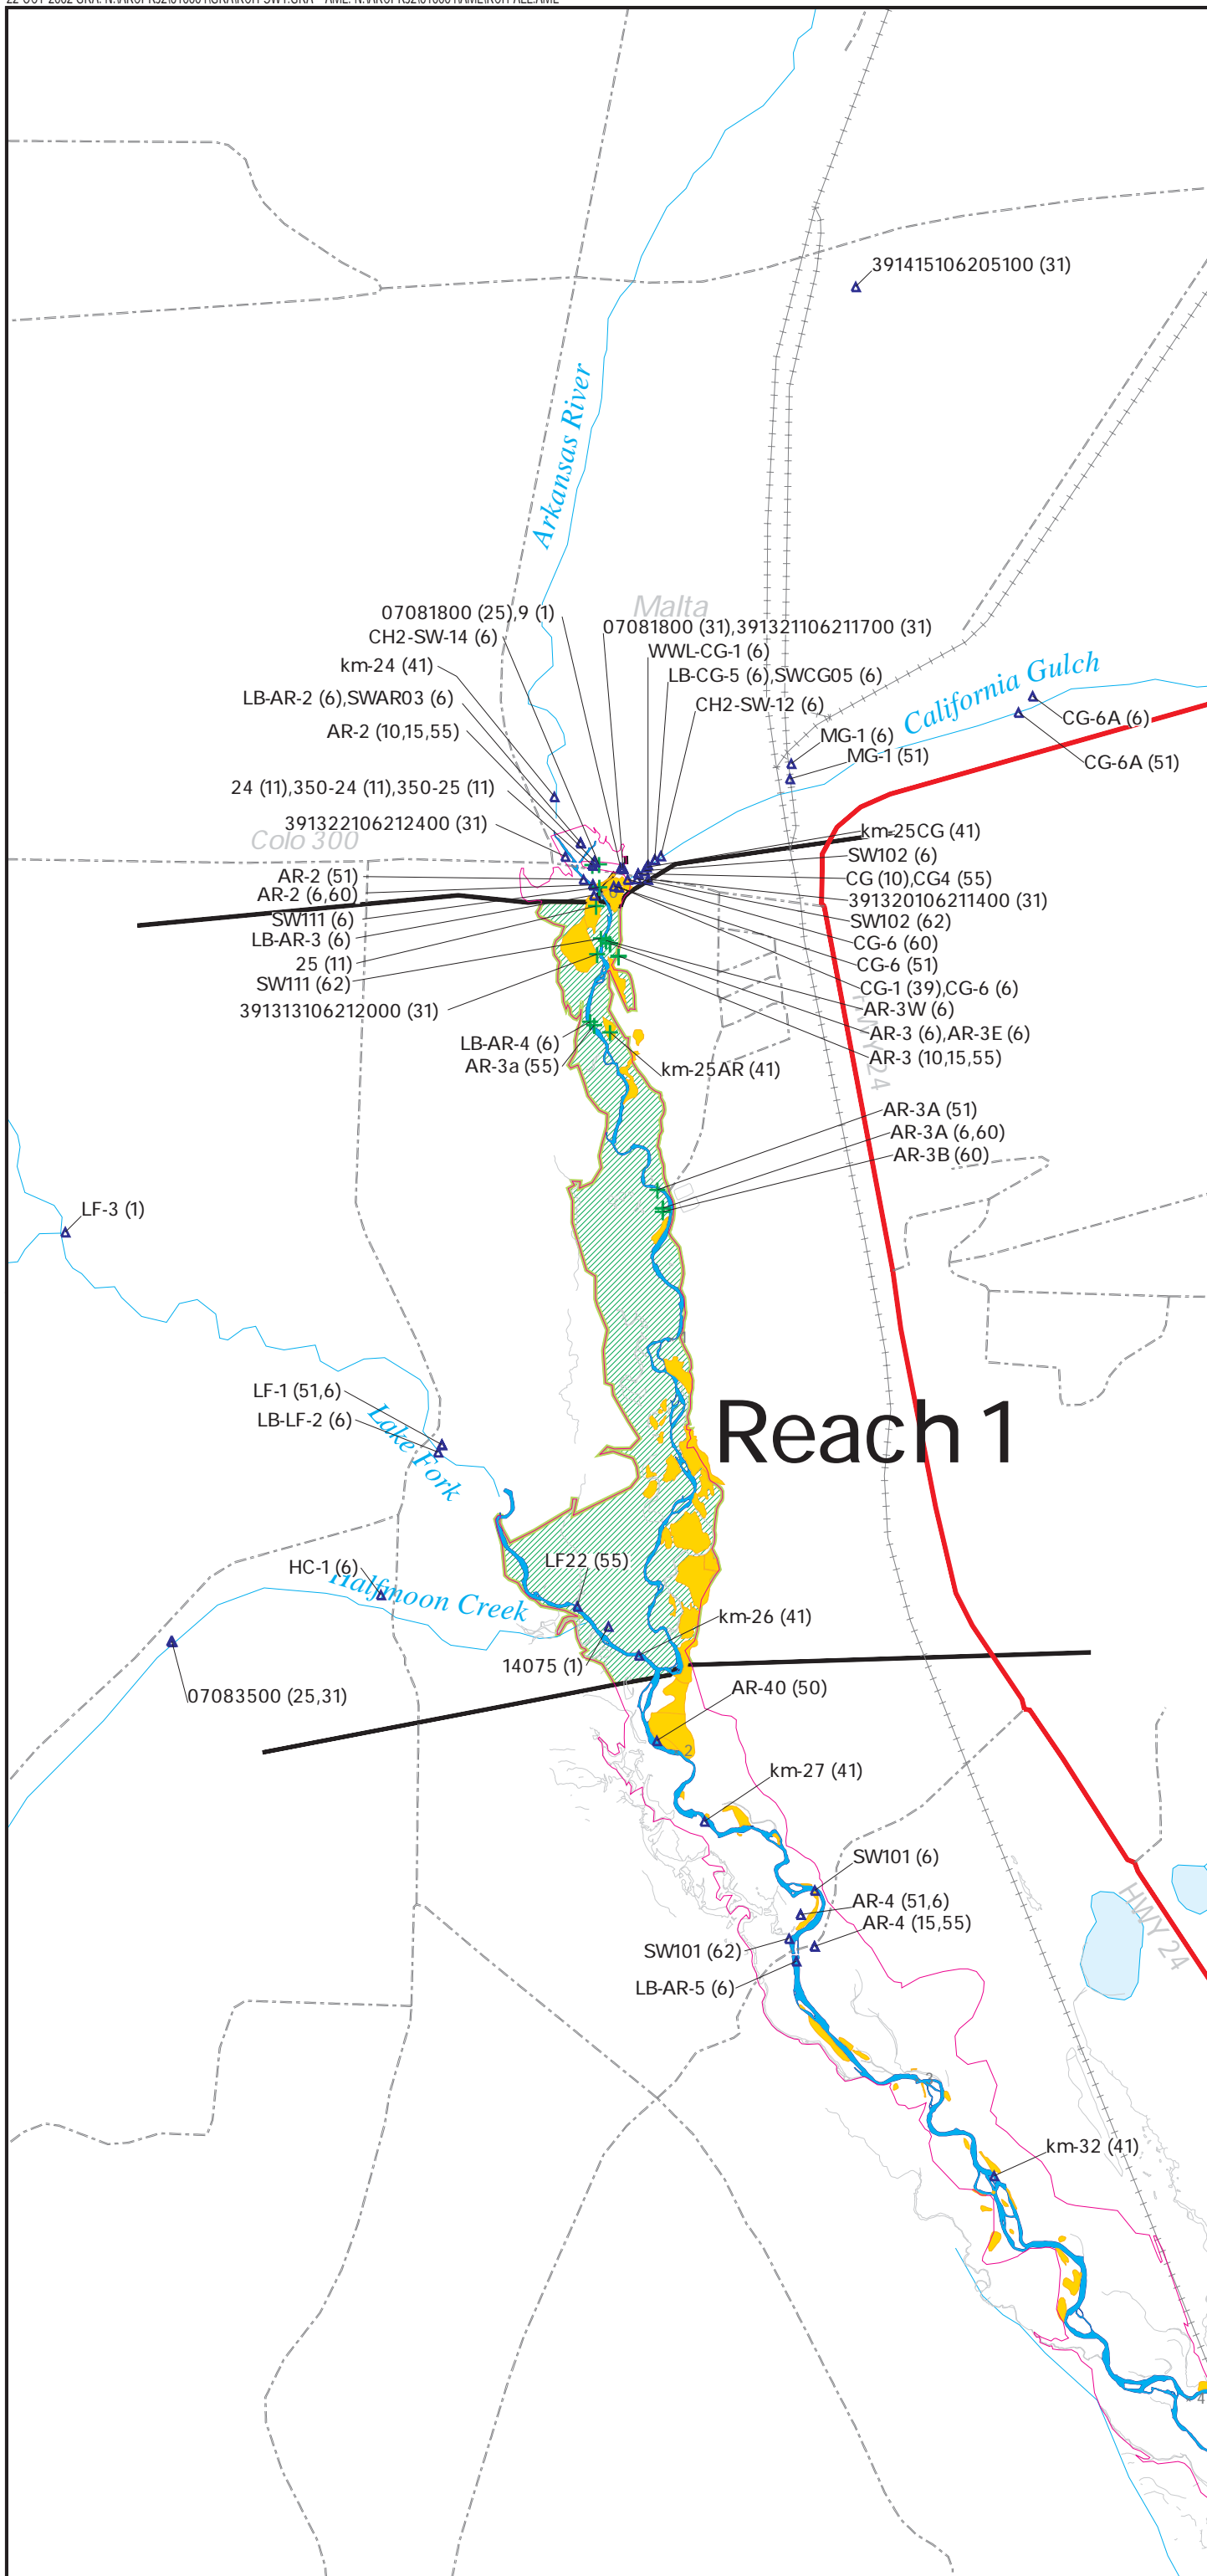 391415106205100 (31)
Arkansas River
Malta
07081800 (25),9 (1)
07081800 (31),391321106211700 (31)
CH2-SW-14 (6)
WWL-CG-1 (6)
km-24 (41)
LB-CG-5 (6),SWCG05 (6)
LB-AR-2 (6),SWAR03 (6)
CH2-SW-12 (6)
California Gulch
CG-6A (6)
AR-2 (10,15,55)
MG-1 (6)
MG-1 (51)
CG-6A (51)
24 (11),350-24 (11),350-25 (11)
391322106212400 (31)
Colo 300
km-25CG (41)
SW102 (6)
AR-2 (51)
CG (10),CG4 (55)
AR-2 (6,60)
391320106211400 (31)
SW111 (6)
SW102 (62)
LB-AR-3 (6)
CG-6 (60)
25 (11)
CG-6 (51)
SW111 (62)
CG-1 (39),CG-6 (6)
391313106212000 (31)
AR-3W (6)
AR-3 (6),AR-3E (6)
LB-AR-4 (6)
AR-3 (10,15,55)
AR-3a (55)
km-25AR (41)
HWY 24
AR-3A (51)
AR-3A (6,60)
AR-3B (60)
LF-3 (1)
LF-1 (51,6)
LB-LF-2 (6)
Lake Fork
Reach 1
LF22 (55)
HC-1 (6)
Halfmoon Creek
km-26 (41)
14075 (1)
07083500 (25,31)
AR-40 (50)
2
km-27 (41)
SW101 (6)
AR-4 (51,6)
AR-4 (15,55)
SW101 (62)
LB-AR-5 (6)
HWY 24
km-32 (41)
4